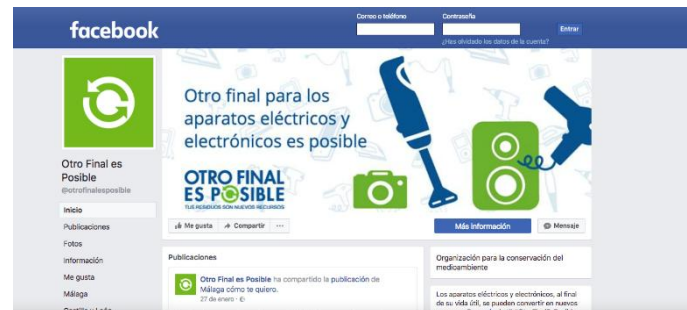 facebook
Correo o teléfono
Contraseña
Entrar
¿Has olvidado los datos de la cuenta?
Otro final para los
aparatos eléctricos y
electrónicos es posible
OTRO FINAL
ES POSIBLE
TUS RESIDUOS SON NUEVOS RECURSOS
Otro Final es
Posible
@otrofinalesposible
Inicio
Publicaciones
Fotos
Información
Me gusta
Málaga
Castilla y León
Me gusta
Compartir
Más información
Mensaje
Publicaciones
Otro Final es Posible ha compartido la publicación de
Málaga cómo te quiero.
27 de enero
Organización para la conservación del
medioambiente
Los aparatos eléctricos y electrónicos, al final
de su vida útil, se pueden convertir en nuevos